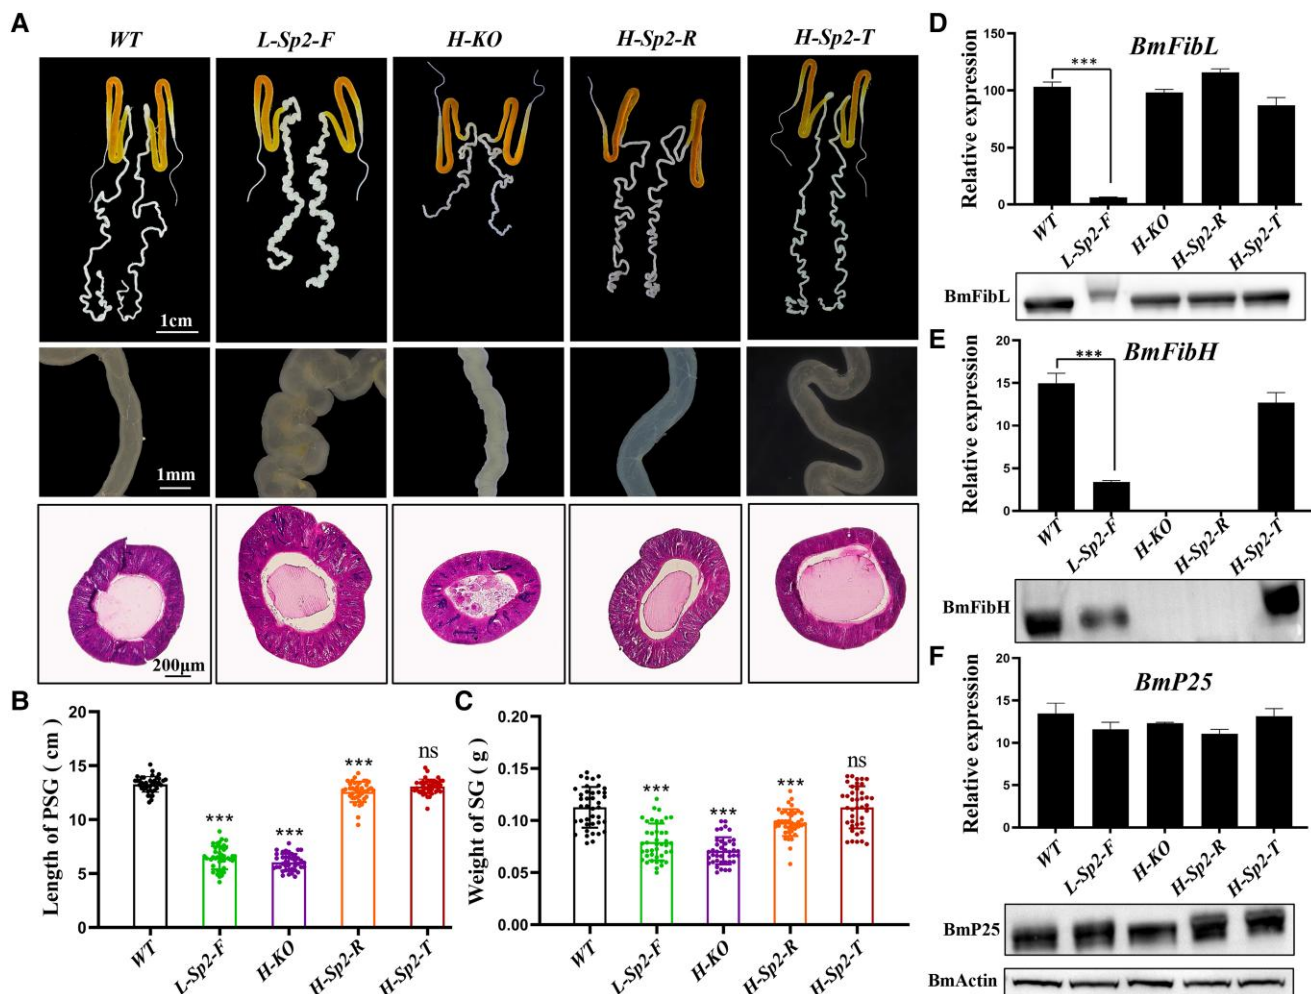 A
WT
L-Sp2-F
H-KO
H-Sp2-R
H-Sp2-T
1cm
1mm
200μm
B
Length of PSG ( cm )
20
15
10
5
0
***
***
***
ns
WT
L-Sp2-F
H-KO
H-Sp2-R
H-Sp2-T
C
Weight of SG ( g )
0.20
0.15
0.10
0.05
0.00
***
***
***
ns
WT
L-Sp2-F
H-KO
H-Sp2-R
H-Sp2-T
D
BmFibL
Relative expression
150
100
50
0
***
WT
L-Sp2-F
H-KO
H-Sp2-R
H-Sp2-T
BmFibL
E
BmFibH
Relative expression
20
15
10
5
0
***
WT
L-Sp2-F
H-KO
H-Sp2-R
H-Sp2-T
BmFibH
F
BmP25
Relative expression
20
15
10
5
0
WT
L-Sp2-F
H-KO
H-Sp2-R
H-Sp2-T
BmP25
BmActin